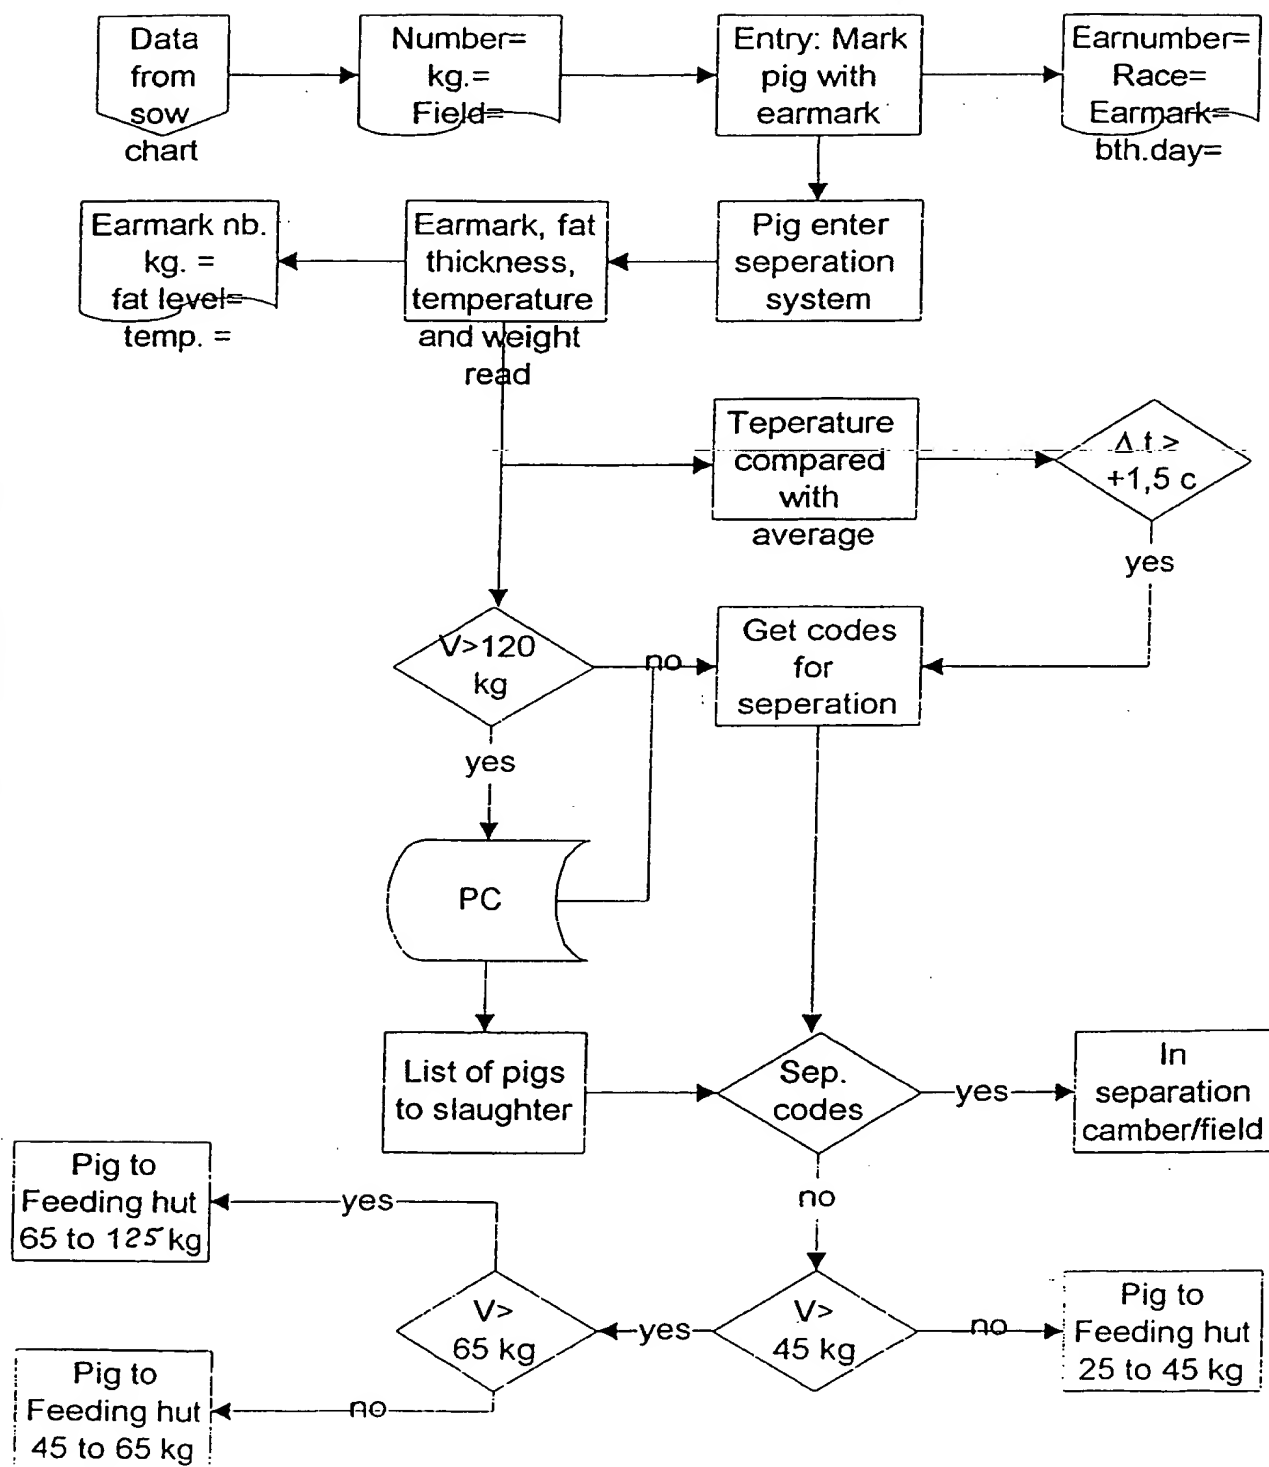 Data
from
sow
chart
Number=
kg.=
Field=
Entry: Mark
pig with
earmark
Earnumber=
Race=
Earmark=
bth.day=
Earmark nb.
kg. =
fat level=
temp. =
Earmark, fat
thickness,
temperature
and weight
read
Pig enter
seperation
system
Teperature
compared
with
average
Δ t >
+1,5 c
yes
V>120
kg
no
Get codes
for
seperation
yes
PC
List of pigs
to slaughter
Sep.
codes
yes
In
separation
camber/field
no
Pig to
Feeding hut
65 to 125 kg
yes
V>
65 kg
yes
V>
45 kg
no
Pig to
Feeding hut
25 to 45 kg
Pig to
Feeding hut
45 to 65 kg
no